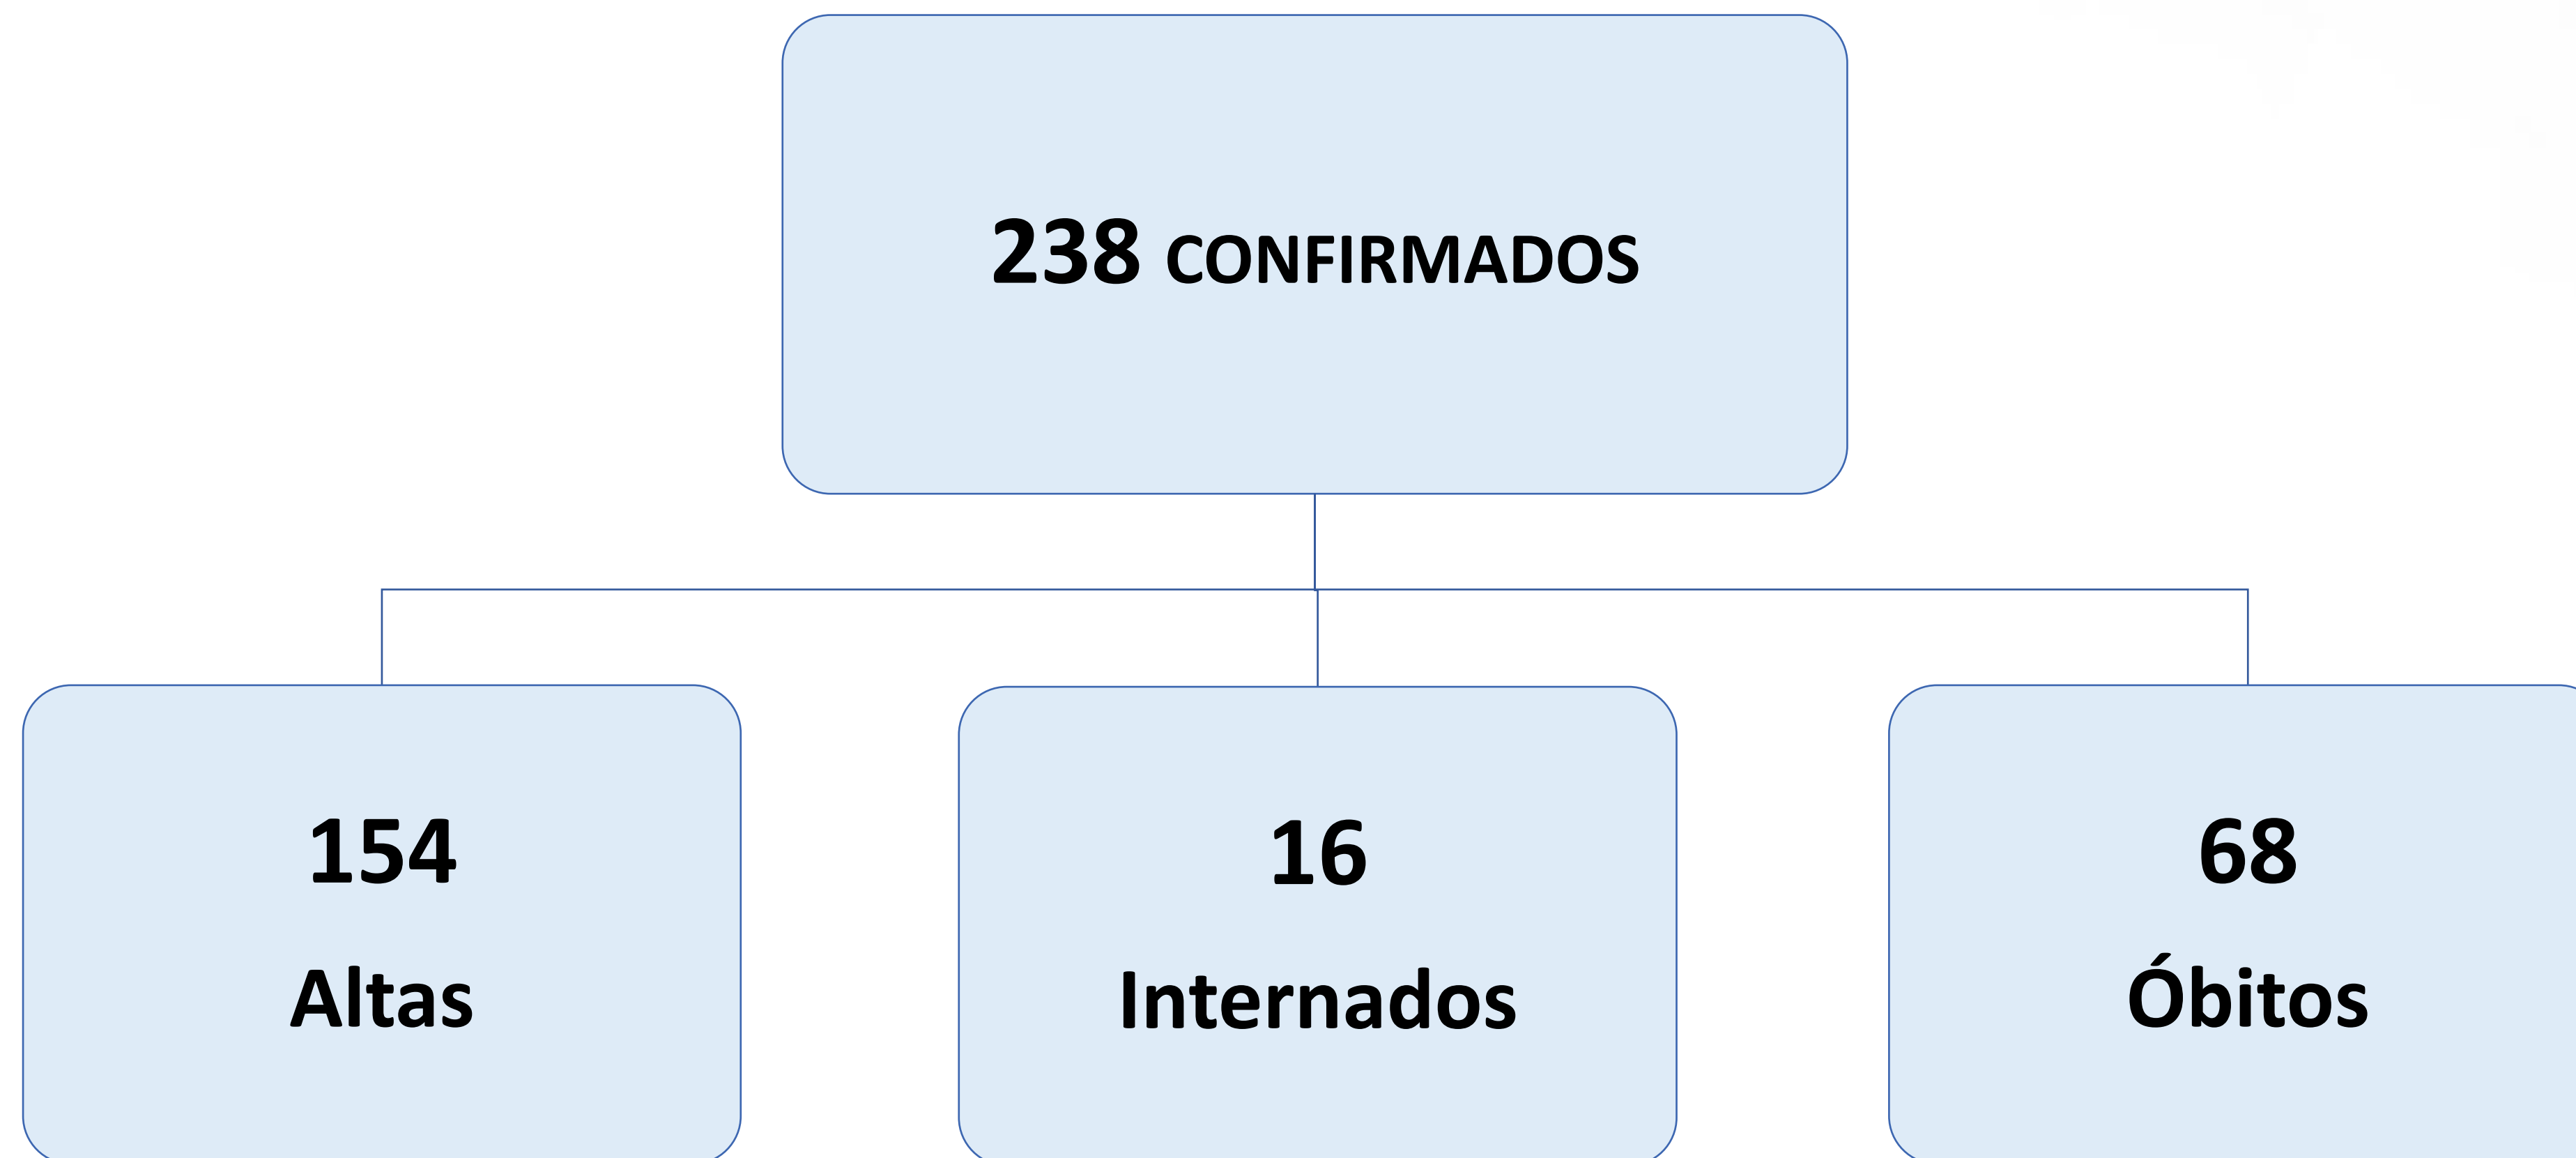 238 CONFIRMADOS
154
Altas
16
Internados
68
Óbitos